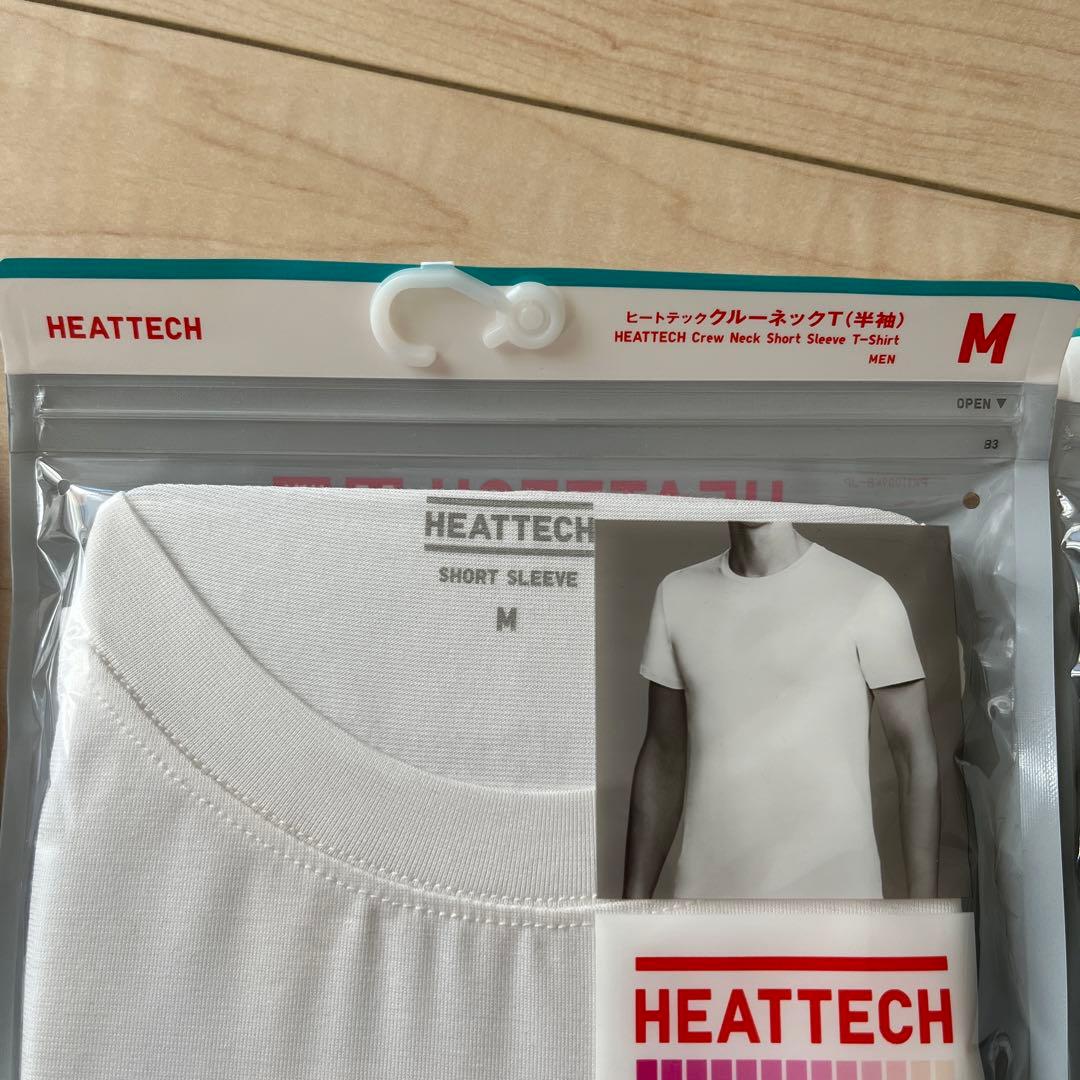 HEATTECH
ヒートテッククルーネックT(半袖)
HEATTECH Crew Neck Short Sleeve T-Shirt
MEN
M
OPEN▼
B3
HEATTECH
HEATTECH
SHORT SLEEVE
M
HEATTECH